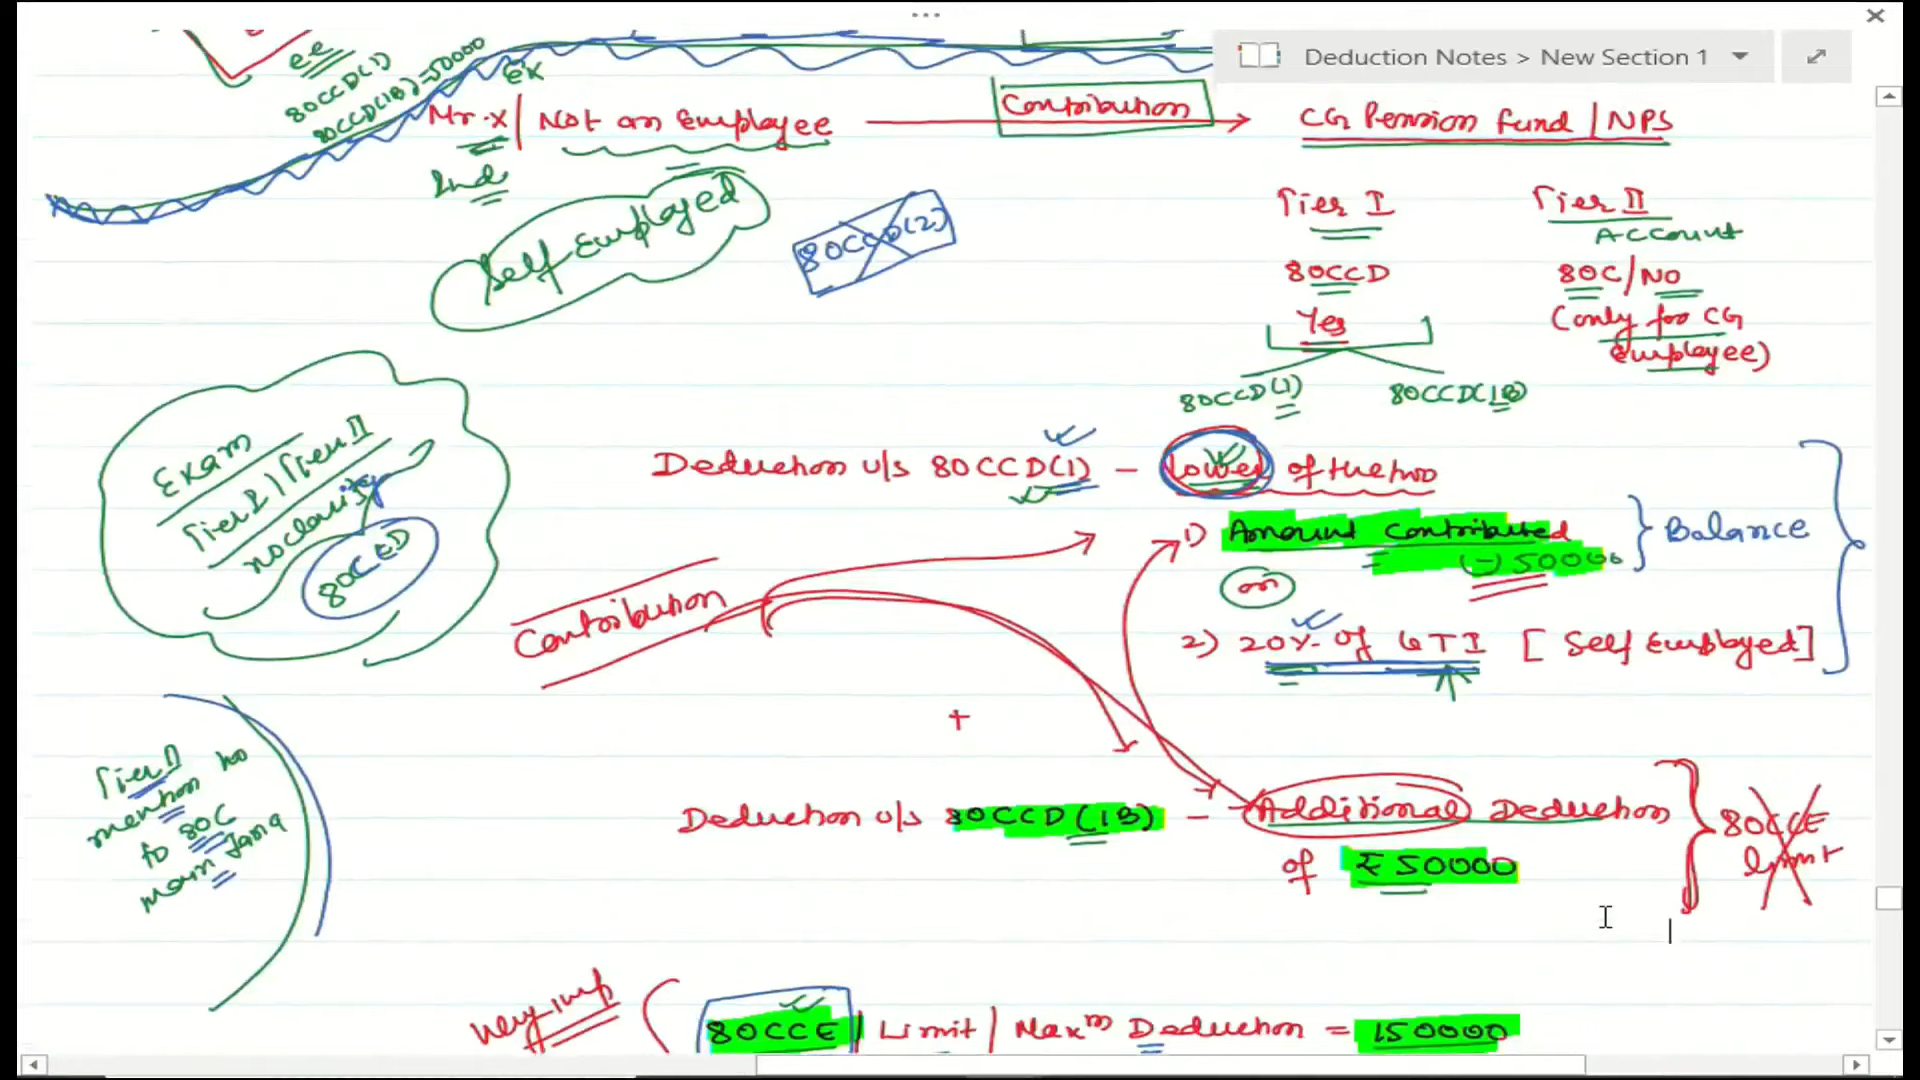 Deduction Notes > New Section 1
ee
80CCD(1)
80CCD(1B)=50000
Ex
Mr.X | Not an Employee
Contribution
CG Pension fund | NPS
Ind
Self Employed
80CCD(2)
Tier I
Tier II
Account
80CCD
80C/NO
Yes
(only for CG
Employee)
80CCD(1)
80CCD(1B)
Exam
Tier I | Tier II
no clarity
80CCD
Deduction u/s 80CCD(1) - Lower of the two
1) Amount Contributed
(-) 50000
} Balance
(or)
2) 20% of GTI [Self Employed]
Contribution
+
Tier II
mention ho
to 80C
main Jana
Deduction u/s 80CCD(1B) - Additional Deduction
of ₹50000
80CCE
limit
Very imp
80CCE | Limit | Maxm Deduction = 150000